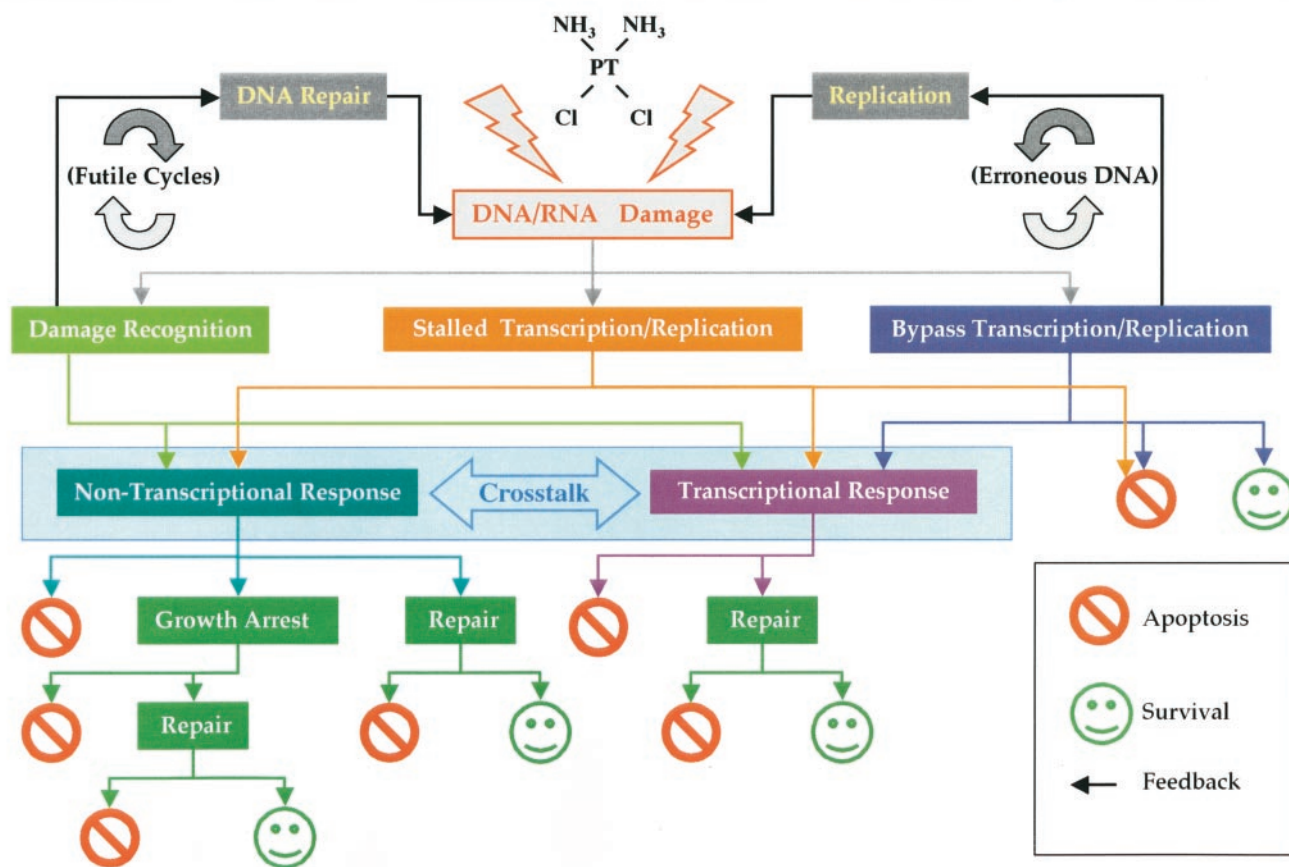 NH3 NH3
PT
Cl Cl
DNA Repair
Replication
(Futile Cycles)
(Erroneous DNA)
DNA/RNA Damage
Damage Recognition
Stalled Transcription/Replication
Bypass Transcription/Replication
Non-Transcriptional Response
Crosstalk
Transcriptional Response
Growth Arrest
Repair
Repair
Repair
Apoptosis
Survival
Feedback